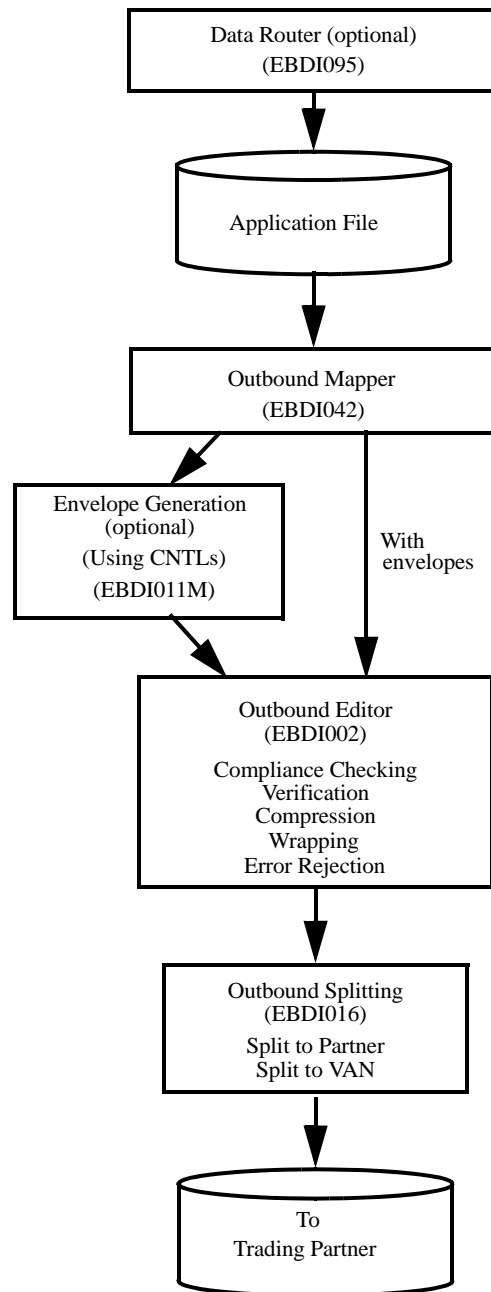 Data Router (optional)
(EBDI095)
Application File
Outbound Mapper
(EBDI042)
Envelope Generation
(optional)
(Using CNTLs)
(EBDI011M)
With
envelopes
Outbound Editor
(EBDI002)
Compliance Checking
Verification
Compression
Wrapping
Error Rejection
Outbound Splitting
(EBDI016)
Split to Partner
Split to VAN
To
Trading Partner